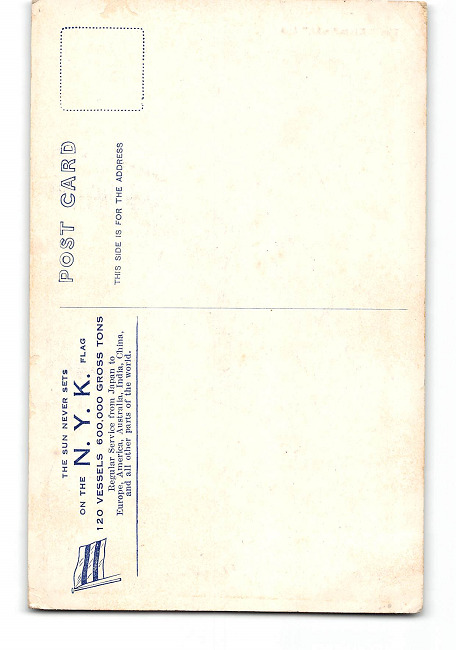 THE SUN NEVER SETS
ON THE N. Y. K. FLAG
120 VESSELS 600,000 GROSS TONS
Regular Service from Japan to
Europe, America, Australia, India, China,
and all other parts of the world.
POST CARD
THIS SIDE IS FOR THE ADDRESS